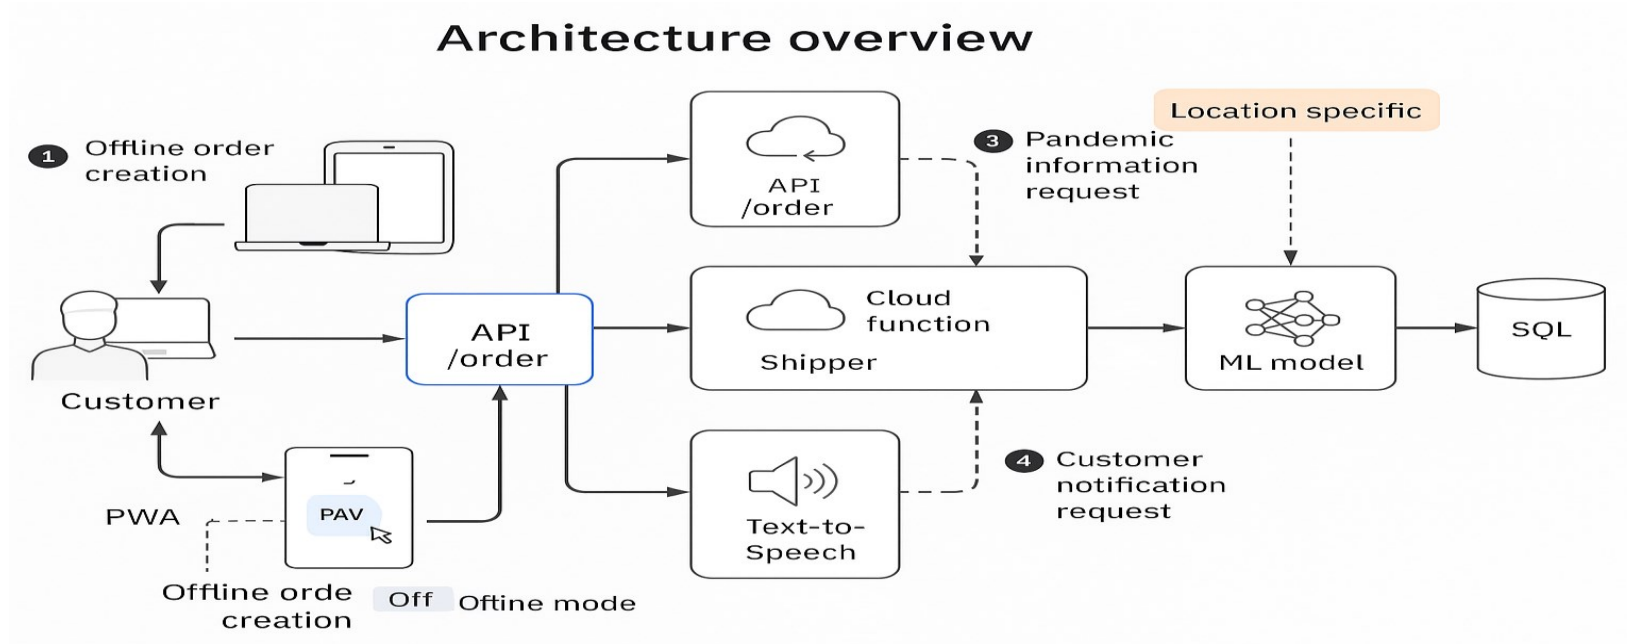 Architecture overview
1 Offline order
creation
Customer
PWA
PAV
Offline orde
creation
Off Oftine mode
API
/order
API
/order
Cloud
function
Shipper
Text-to-
Speech
3 Pandemic
information
request
4 Customer
notification
request
Location specific
ML model
SQL